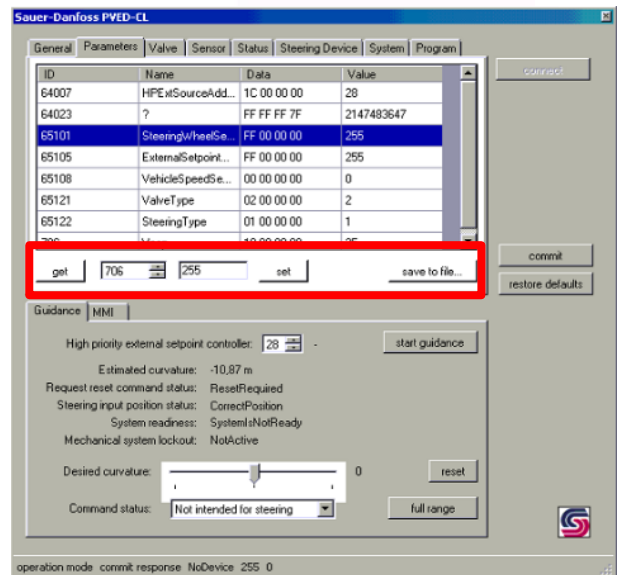 Sauer-Danfoss PVED-CL
General Parameters Valve Sensor Status Steering Device System Program
connect
ID Name Data Value
64007 HPExtSourceAdd... 1C 00 00 00 28
64023 ? FF FF FF 7F 2147483647
65101 SteeringWheelSe... FF 00 00 00 255
65105 ExternalSetpoint... FF 00 00 00 255
65108 VehicleSpeedSe... 00 00 00 00 0
65121 ValveType 02 00 00 00 2
65122 SteeringType 01 00 00 00 1
commit
get 706 255 set save to file...
restore defaults
Guidance MMI
High priority external setpoint controller: 28 - start guidance
Estimated curvature: -10,87 m
Request reset command status: ResetRequired
Steering input position status: CorrectPosition
System readiness: SystemIsNotReady
Mechanical system lockout: NotActive
Desired curvature: 0 reset
Command status: Not intended for steering full range
operation mode commit response NoDevice 255 0